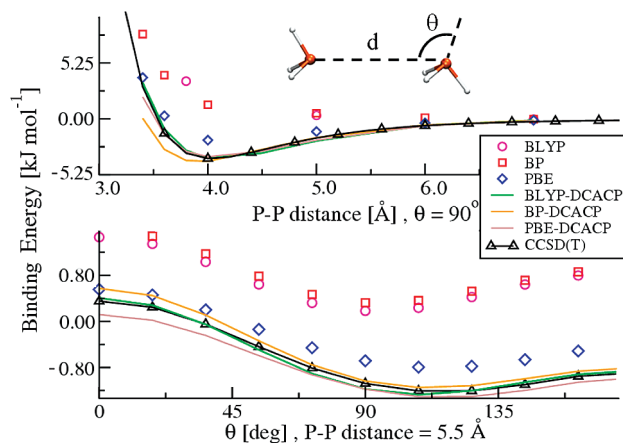 d
θ
5.25
0.00
-5.25
3.0
4.0
5.0
6.0
P-P distance [Å] , θ = 90°
Binding Energy [kJ mol⁻¹]
BLYP
BP
PBE
BLYP-DCACP
BP-DCACP
PBE-DCACP
CCSD(T)
0.80
0.00
-0.80
0
45
90
135
θ [deg] , P-P distance = 5.5 Å